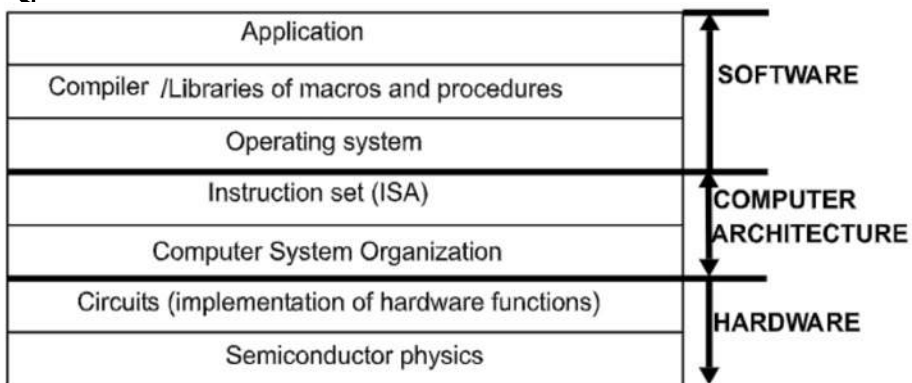 Application
SOFTWARE
Compiler /Libraries of macros and procedures
Operating system
Instruction set (ISA)
COMPUTER
ARCHITECTURE
Computer System Organization
Circuits (implementation of hardware functions)
HARDWARE
Semiconductor physics